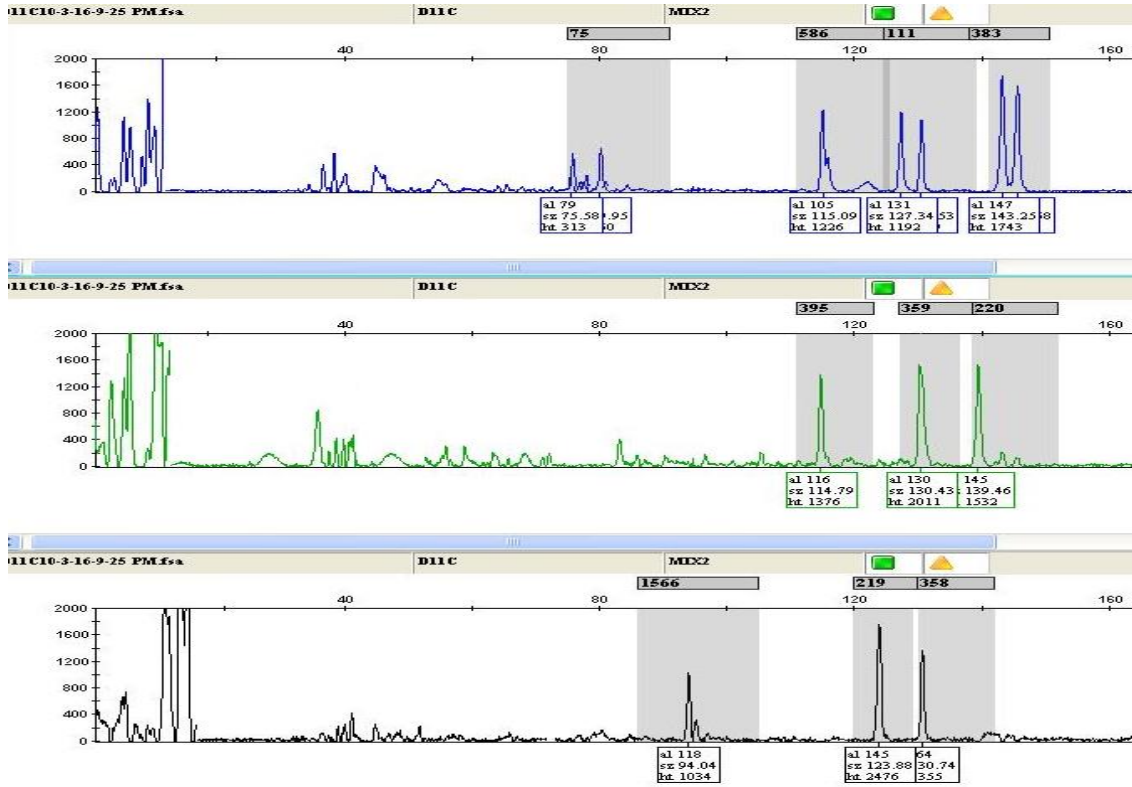 D11C10-3-16-9-25 PM.fsa D11C MIX2
75 586 111 383
40 80 120 160
2000
1600
1200
800
400
0
al 79 al 105 al 131 al 147
sz 75.58 .95 sz 115.09 sz 127.34 53 sz 143.25 8
ht 313 ht 1226 ht 1192 ht 1743
D11C10-3-16-9-25 PM.fsa D11C MIX2
395 359 220
40 80 120 160
2000
1600
1200
800
400
0
al 116 al 130 145
sz 114.79 sz 130.43 139.46
ht 1376 ht 2011 1532
D11C10-3-16-9-25 PM.fsa D11C MIX2
1566 219 358
40 80 120 160
2000
1600
1200
800
400
0
al 118 al 145 64
sz 94.04 sz 123.88 30.74
ht 1034 ht 2476 355